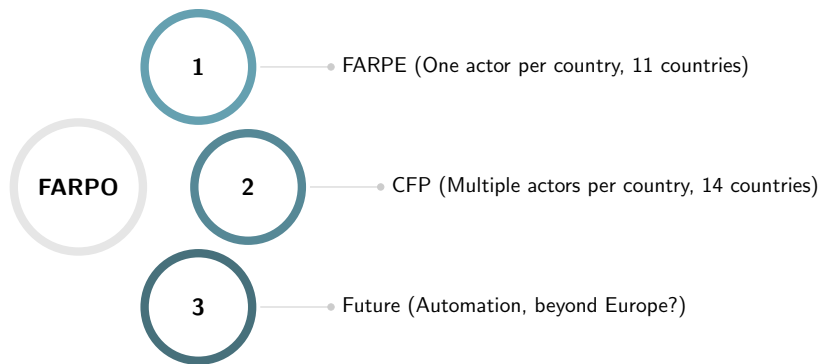 1
FARPE (One actor per country, 11 countries)
FARPO
2
CFP (Multiple actors per country, 14 countries)
3
Future (Automation, beyond Europe?)